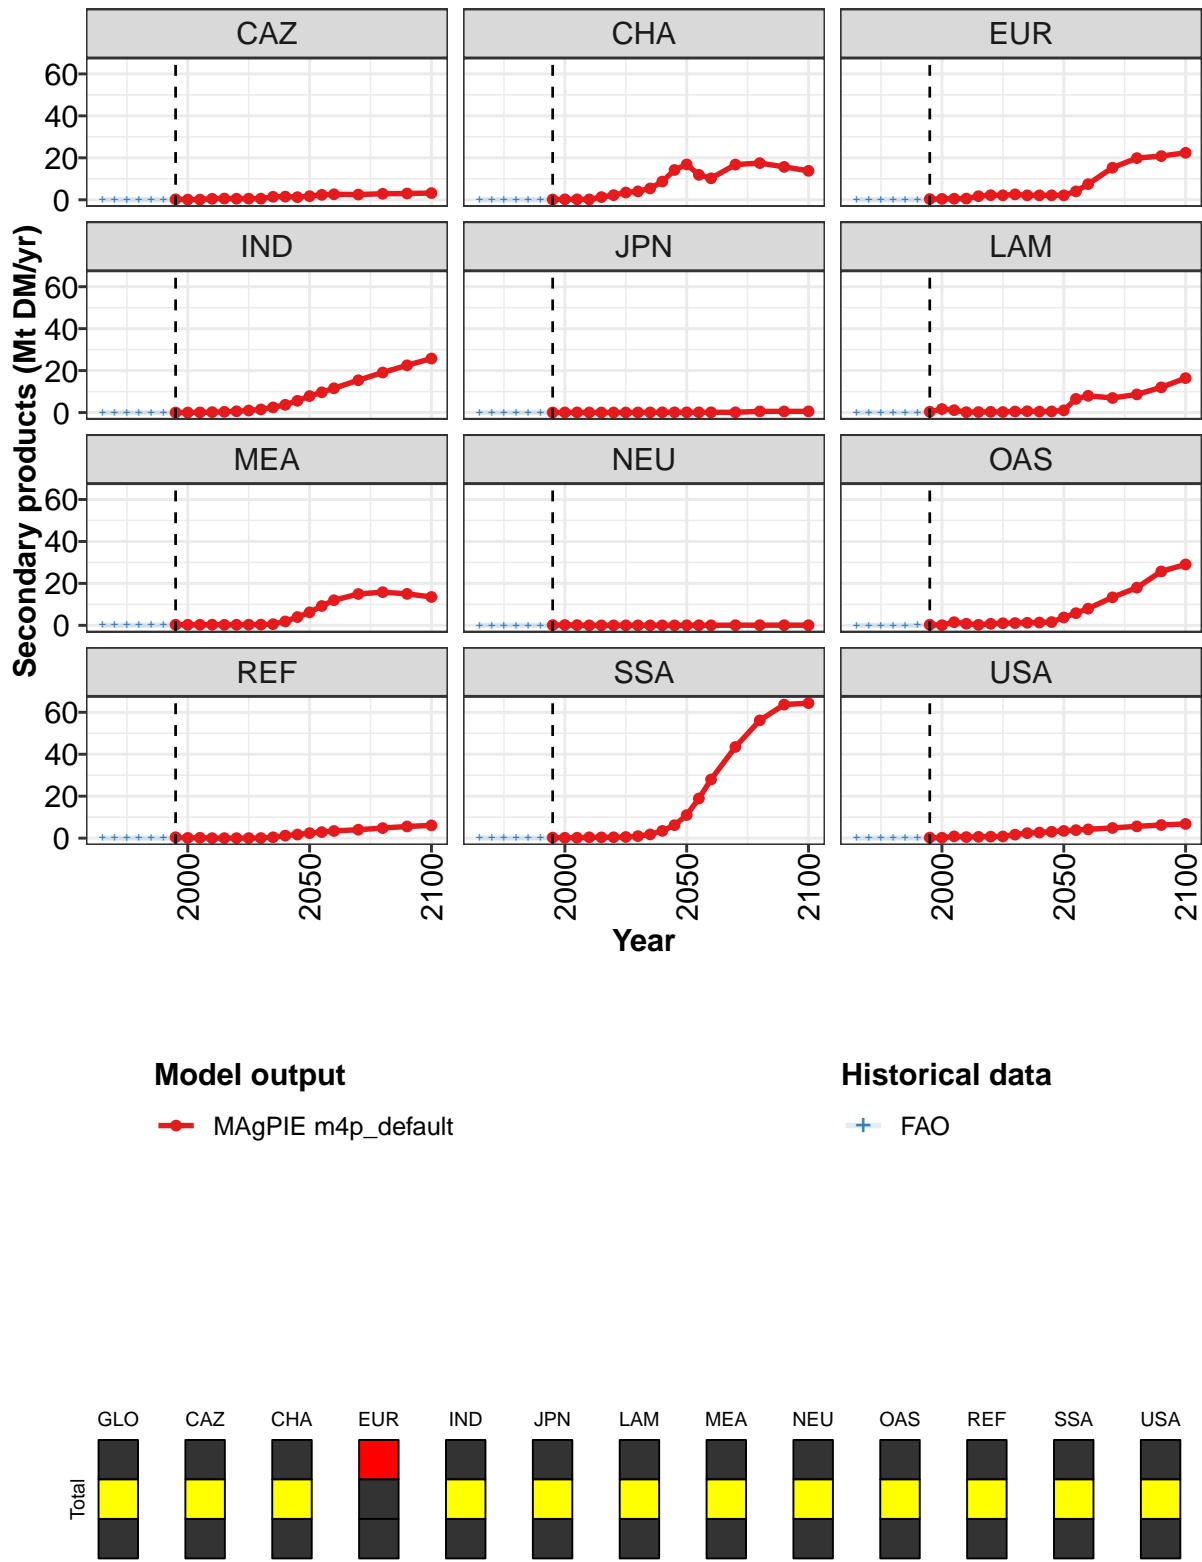 CAZ CHA EUR
60
40
20
0
IND JPN LAM
60
40
20
0
MEA NEU OAS
60
40
20
0
REF SSA USA
60
40
20
0
Secondary products (Mt DM/yr)
2000 2050 2100 2000 2050 2100 2000 2050 2100
Year
Model output Historical data
MAgPIE m4p_default FAO
GLO CAZ CHA EUR IND JPN LAM MEA NEU OAS REF SSA USA
Total